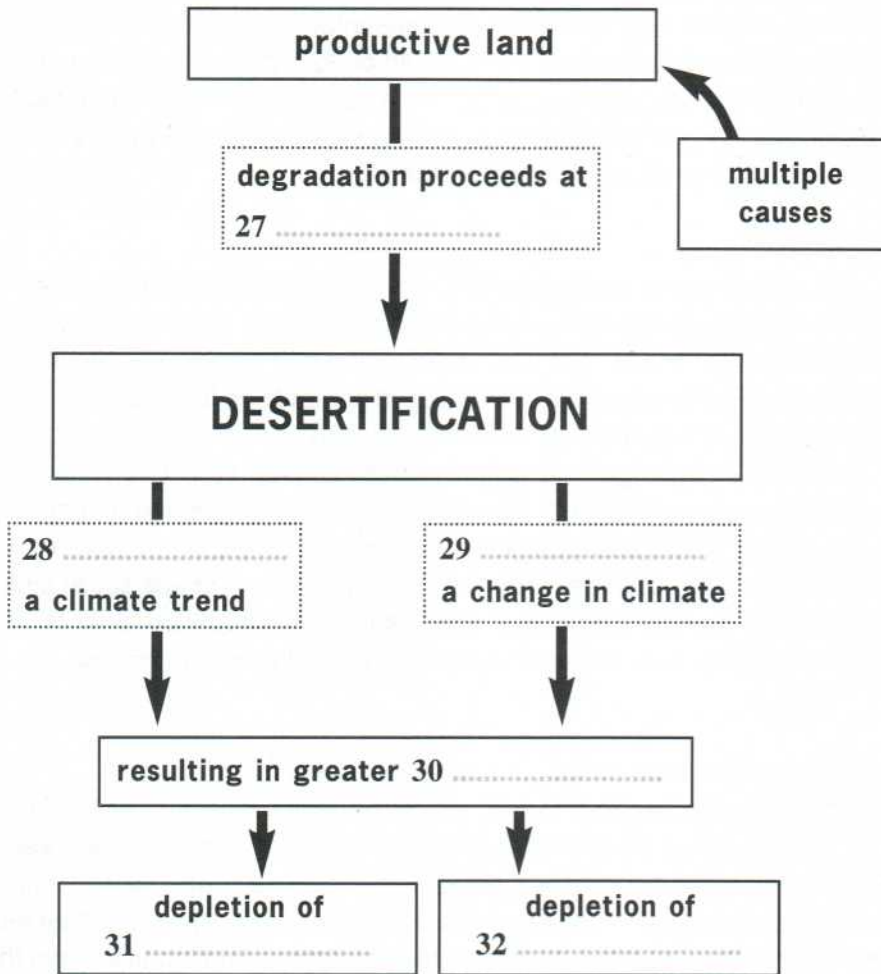 productive land
degradation proceeds at
27 ................................
multiple
causes
DESERTIFICATION
28 ................................
a climate trend
29 ................................
a change in climate
resulting in greater 30 ..............................
depletion of
31 ................................
depletion of
32 ................................